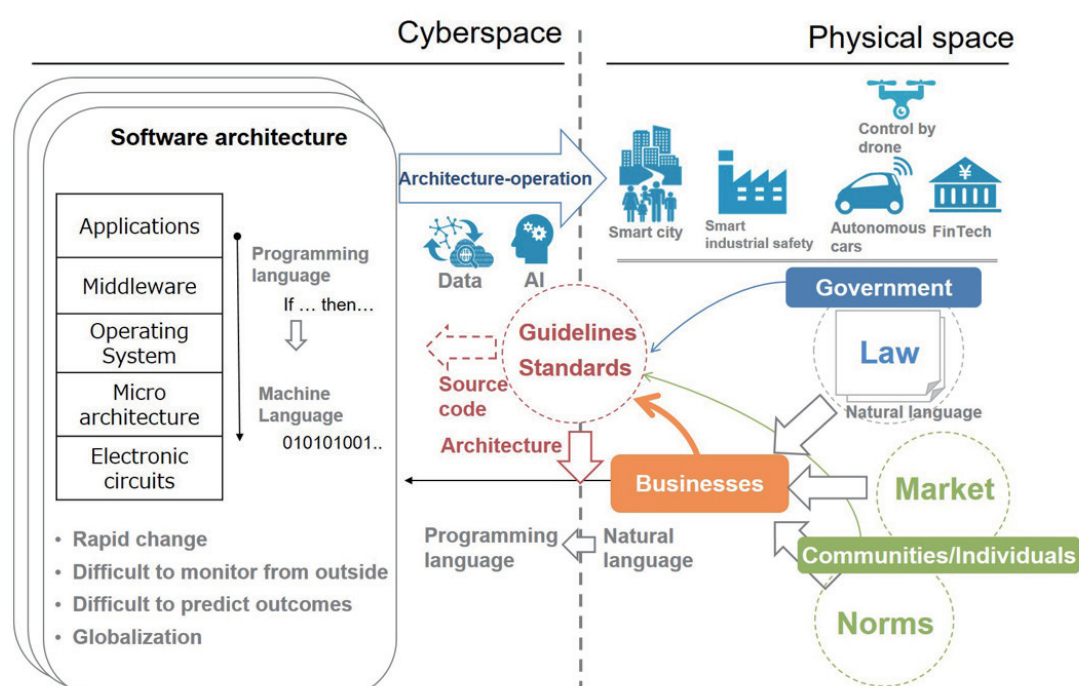 Cyberspace
Physical space
Software architecture
Applications
Middleware
Operating
System
Micro
architecture
Electronic
circuits
Programming
language
If ... then...
Machine
Language
010101001..
• Rapid change
• Difficult to monitor from outside
• Difficult to predict outcomes
• Globalization
Architecture-operation
Data
AI
Smart city
Smart
industrial safety
Control by
drone
Autonomous
cars
¥
FinTech
Guidelines
Standards
Source
code
Architecture
Government
Law
Natural language
Businesses
Market
Communities/Individuals
Norms
Programming
language
Natural
language